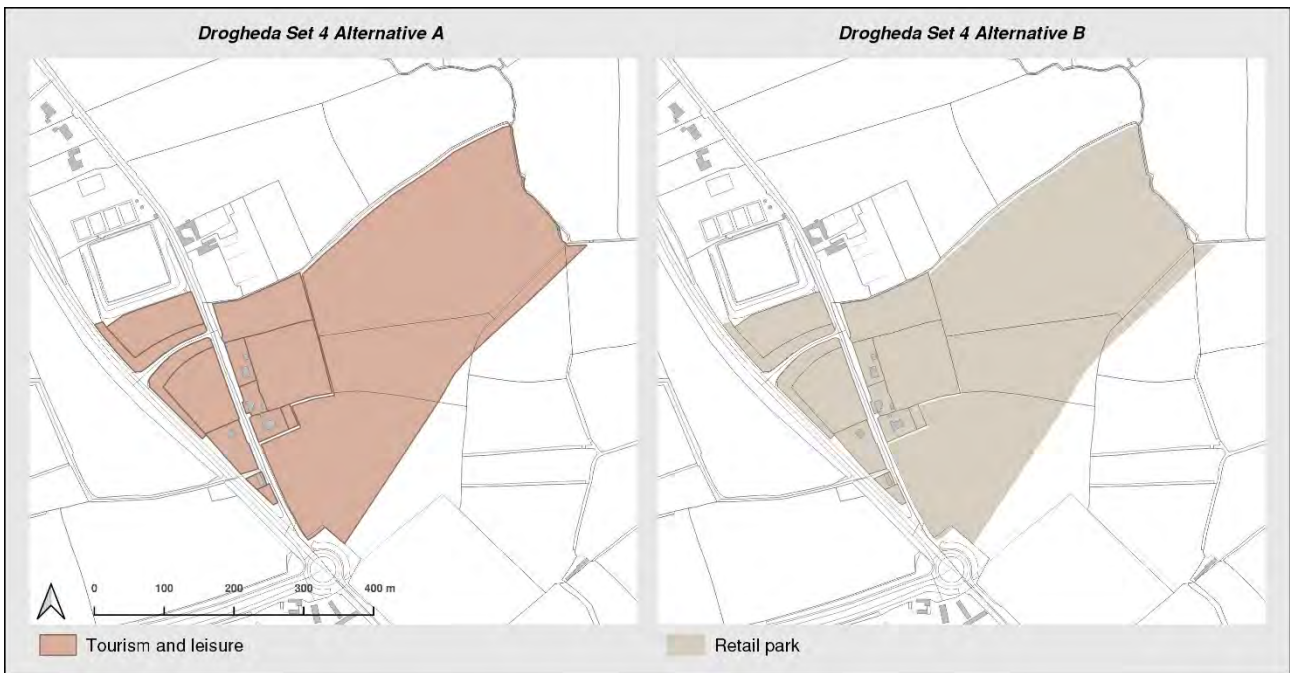 Drogheda Set 4 Alternative A
Drogheda Set 4 Alternative B
0 100 200 300 400 m
Tourism and leisure
Retail park